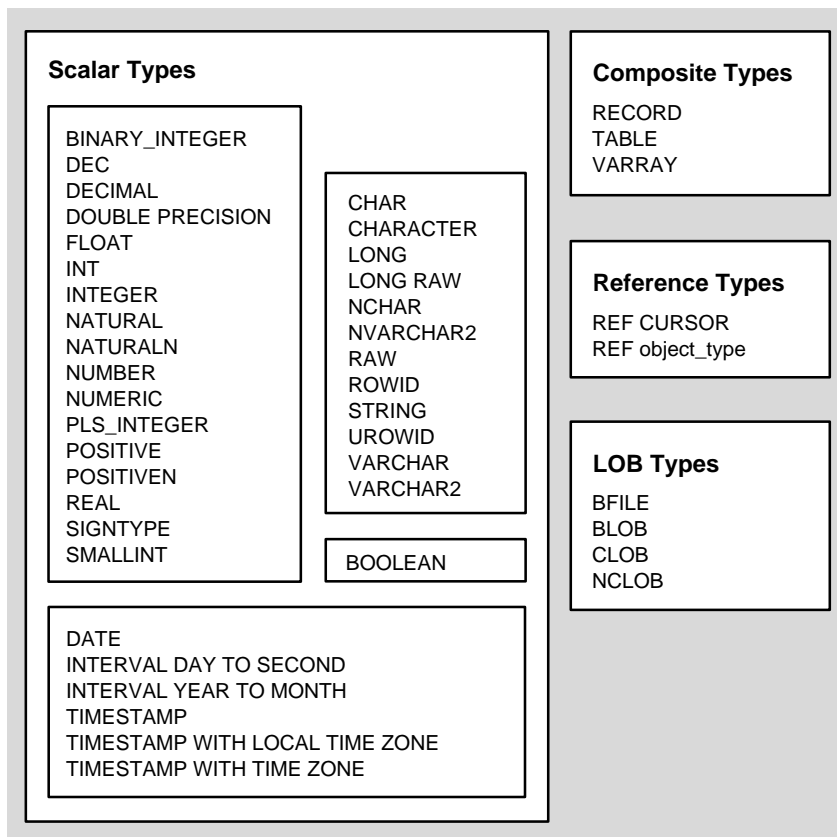 Scalar Types
BINARY_INTEGER
DEC
DECIMAL
DOUBLE PRECISION
FLOAT
INT
INTEGER
NATURAL
NATURALN
NUMBER
NUMERIC
PLS_INTEGER
POSITIVE
POSITIVEN
REAL
SIGNTYPE
SMALLINT
CHAR
CHARACTER
LONG
LONG RAW
NCHAR
NVARCHAR2
RAW
ROWID
STRING
UROWID
VARCHAR
VARCHAR2
BOOLEAN
DATE
INTERVAL DAY TO SECOND
INTERVAL YEAR TO MONTH
TIMESTAMP
TIMESTAMP WITH LOCAL TIME ZONE
TIMESTAMP WITH TIME ZONE
Composite Types
RECORD
TABLE
VARRAY
Reference Types
REF CURSOR
REF object_type
LOB Types
BFILE
BLOB
CLOB
NCLOB